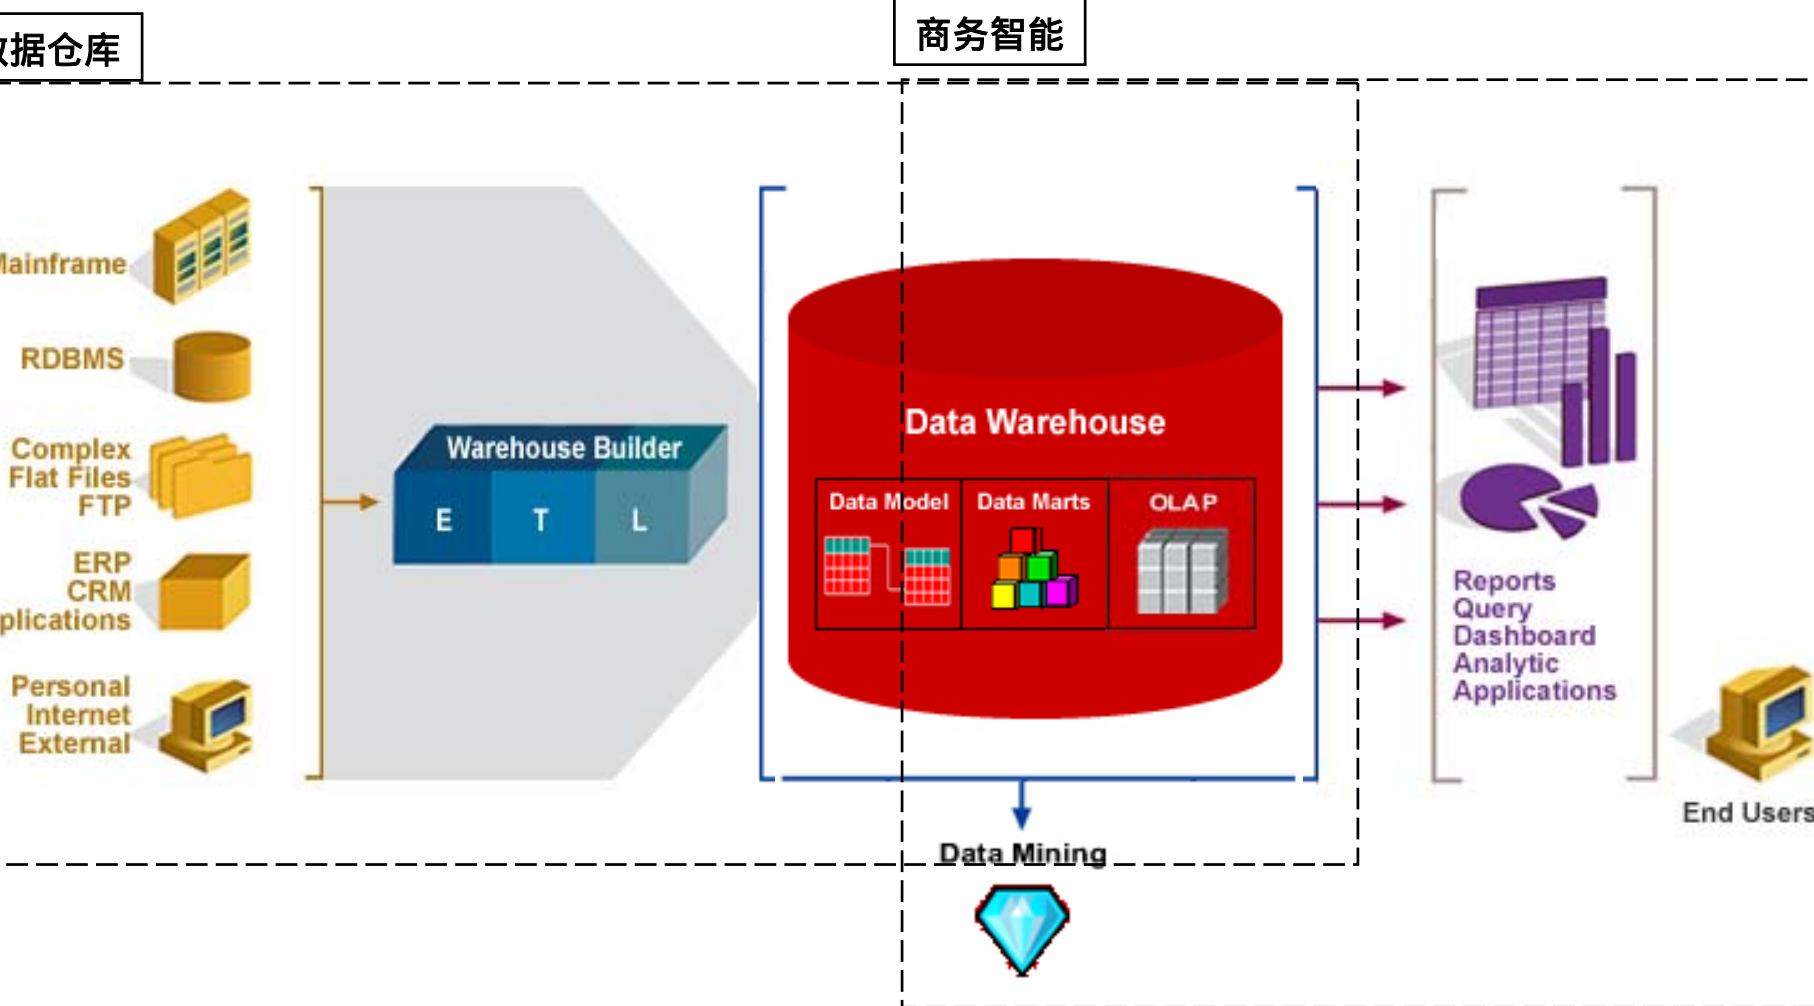 据仓库
商务智能
Mainframe
RDBMS
Complex
Flat Files
FTP
ERP
CRM
plications
Personal
Internet
External
Warehouse Builder
E T L
Data Warehouse
Data Model Data Marts OLAP
Reports
Query
Dashboard
Analytic
Applications
End Users
Data Mining